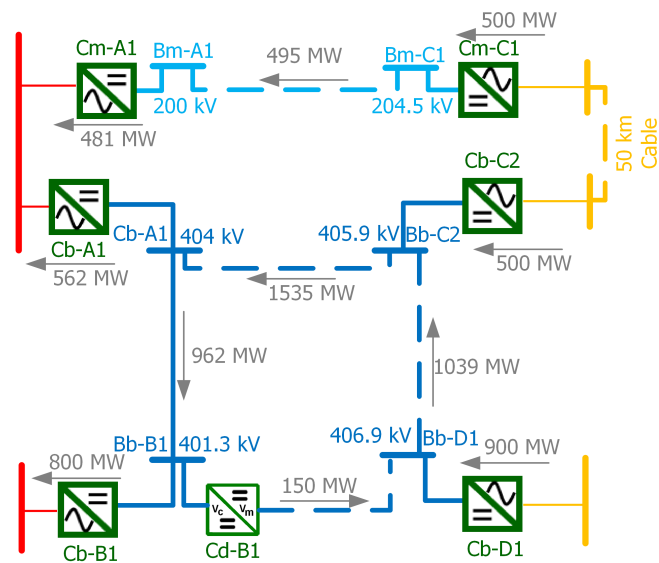 500 MW
Cm-A1
Bm-A1
495 MW
Bm-C1
Cm-C1
200 kV
204.5 kV
481 MW
50 km
Cable
Cb-C2
Cb-A1
Cb-A1
404 kV
405.9 kV
Bb-C2
562 MW
1535 MW
500 MW
962 MW
1039 MW
Bb-B1
401.3 kV
406.9 kV
Bb-D1
800 MW
900 MW
150 MW
Vc
Vm
Cb-B1
Cd-B1
Cb-D1